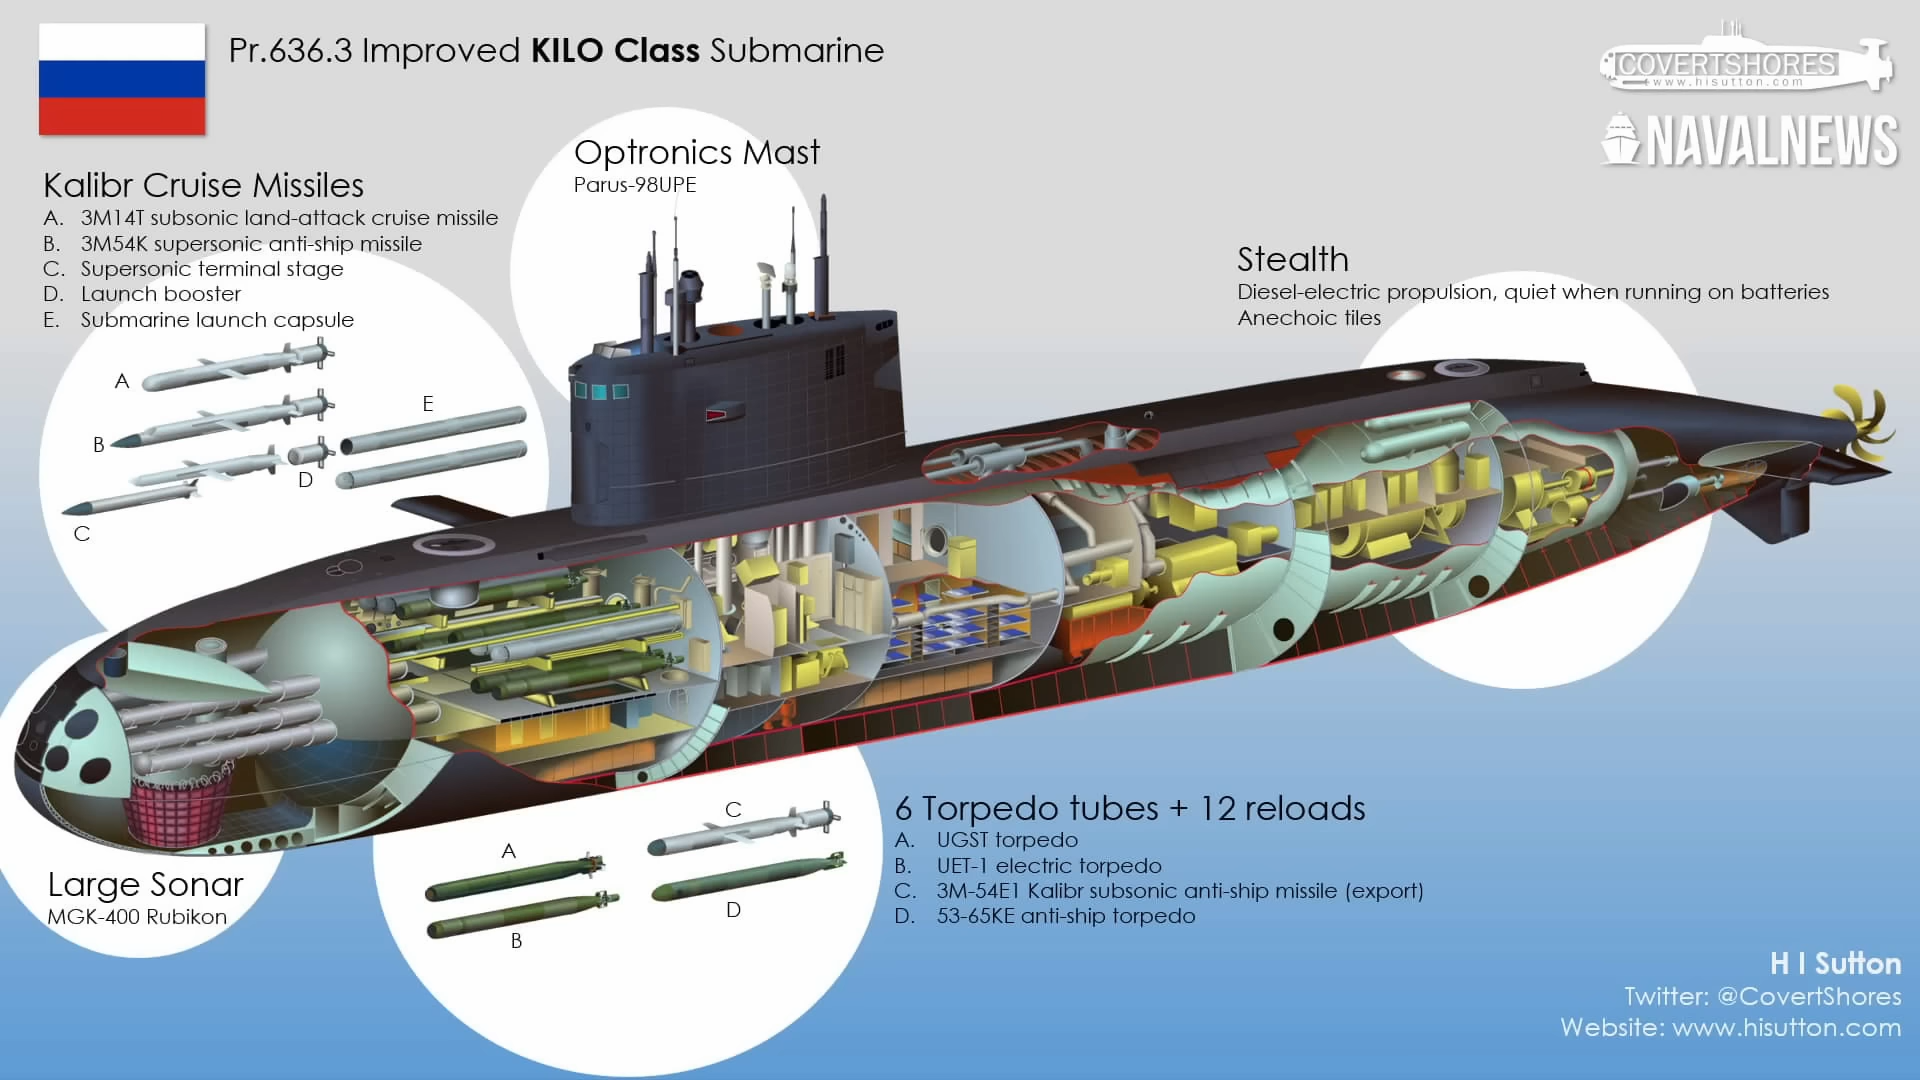 Pr.636.3 Improved KILO Class Submarine
COVERTSHORES
www.hisutton.com
NAVALNEWS
Optronics Mast
Parus-98UPE
Kalibr Cruise Missiles
A. 3M14T subsonic land-attack cruise missile
B. 3M54K supersonic anti-ship missile
C. Supersonic terminal stage
D. Launch booster
E. Submarine launch capsule
A
B
C
D
E
Stealth
Diesel-electric propulsion, quiet when running on batteries
Anechoic tiles
Large Sonar
MGK-400 Rubikon
A
B
C
D
6 Torpedo tubes + 12 reloads
A. UGST torpedo
B. UET-1 electric torpedo
C. 3M-54E1 Kalibr subsonic anti-ship missile (export)
D. 53-65KE anti-ship torpedo
H I Sutton
Twitter: @CovertShores
Website: www.hisutton.com